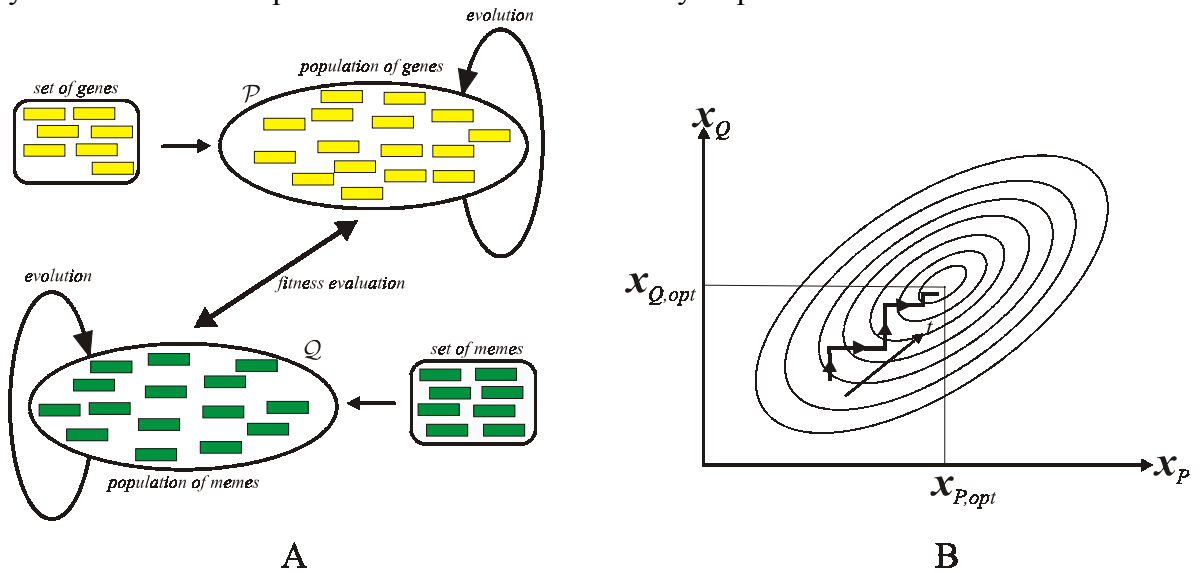 evolution
population of genes
set of genes
𝒫
fitness evaluation
evolution
𝒬
set of memes
population of memes
A
x_Q
x_Q,opt
t
x_P
x_P,opt
B